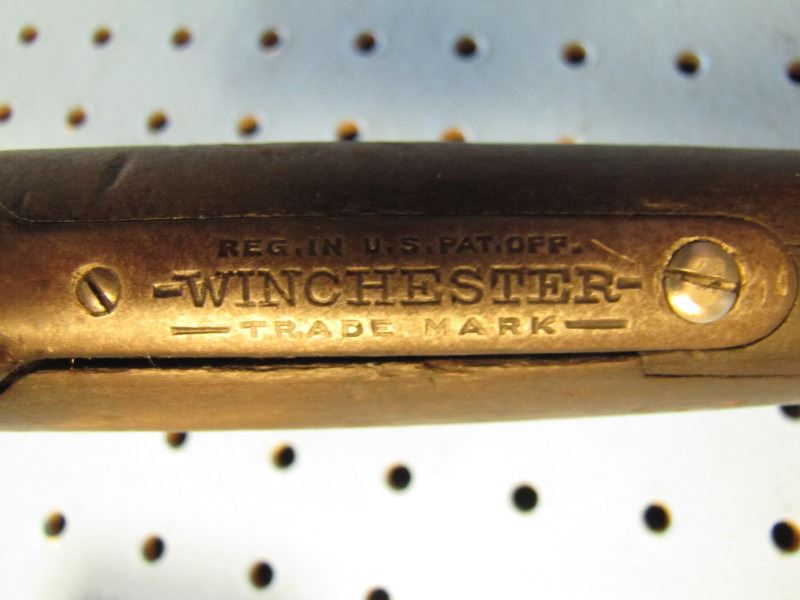 REG. IN U.S. PAT. OFF.
-WINCHESTER-
— TRADE MARK —